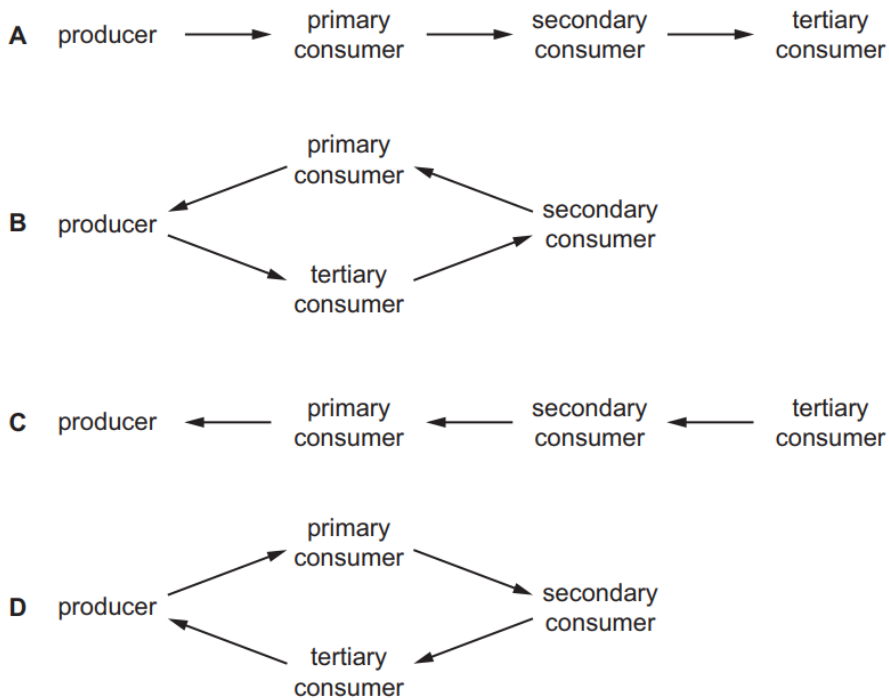 A producer primary consumer secondary consumer tertiary consumer
primary
consumer
B producer secondary
consumer
tertiary
consumer
C producer primary consumer secondary consumer tertiary consumer
primary
consumer
D producer secondary
consumer
tertiary
consumer